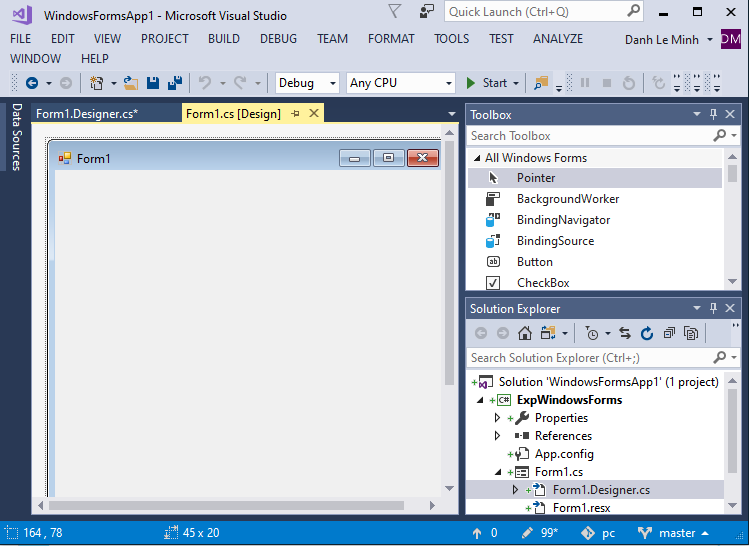 WindowsFormsApp1 - Microsoft Visual Studio
Quick Launch (Ctrl+Q)
FILE EDIT VIEW PROJECT BUILD DEBUG TEAM FORMAT TOOLS TEST ANALYZE
Danh Le Minh DM
WINDOW HELP
Debug Any CPU Start
Data Sources
Form1.Designer.cs* Form1.cs [Design]
Form1
Toolbox
Search Toolbox
All Windows Forms
Pointer
BackgroundWorker
BindingNavigator
BindingSource
ab Button
CheckBox
Solution Explorer
Search Solution Explorer (Ctrl+;)
Solution 'WindowsFormsApp1' (1 project)
C# ExpWindowsForms
Properties
References
App.config
Form1.cs
Form1.Designer.cs
Form1.resx
164 , 78 45 x 20 0 99* pc master